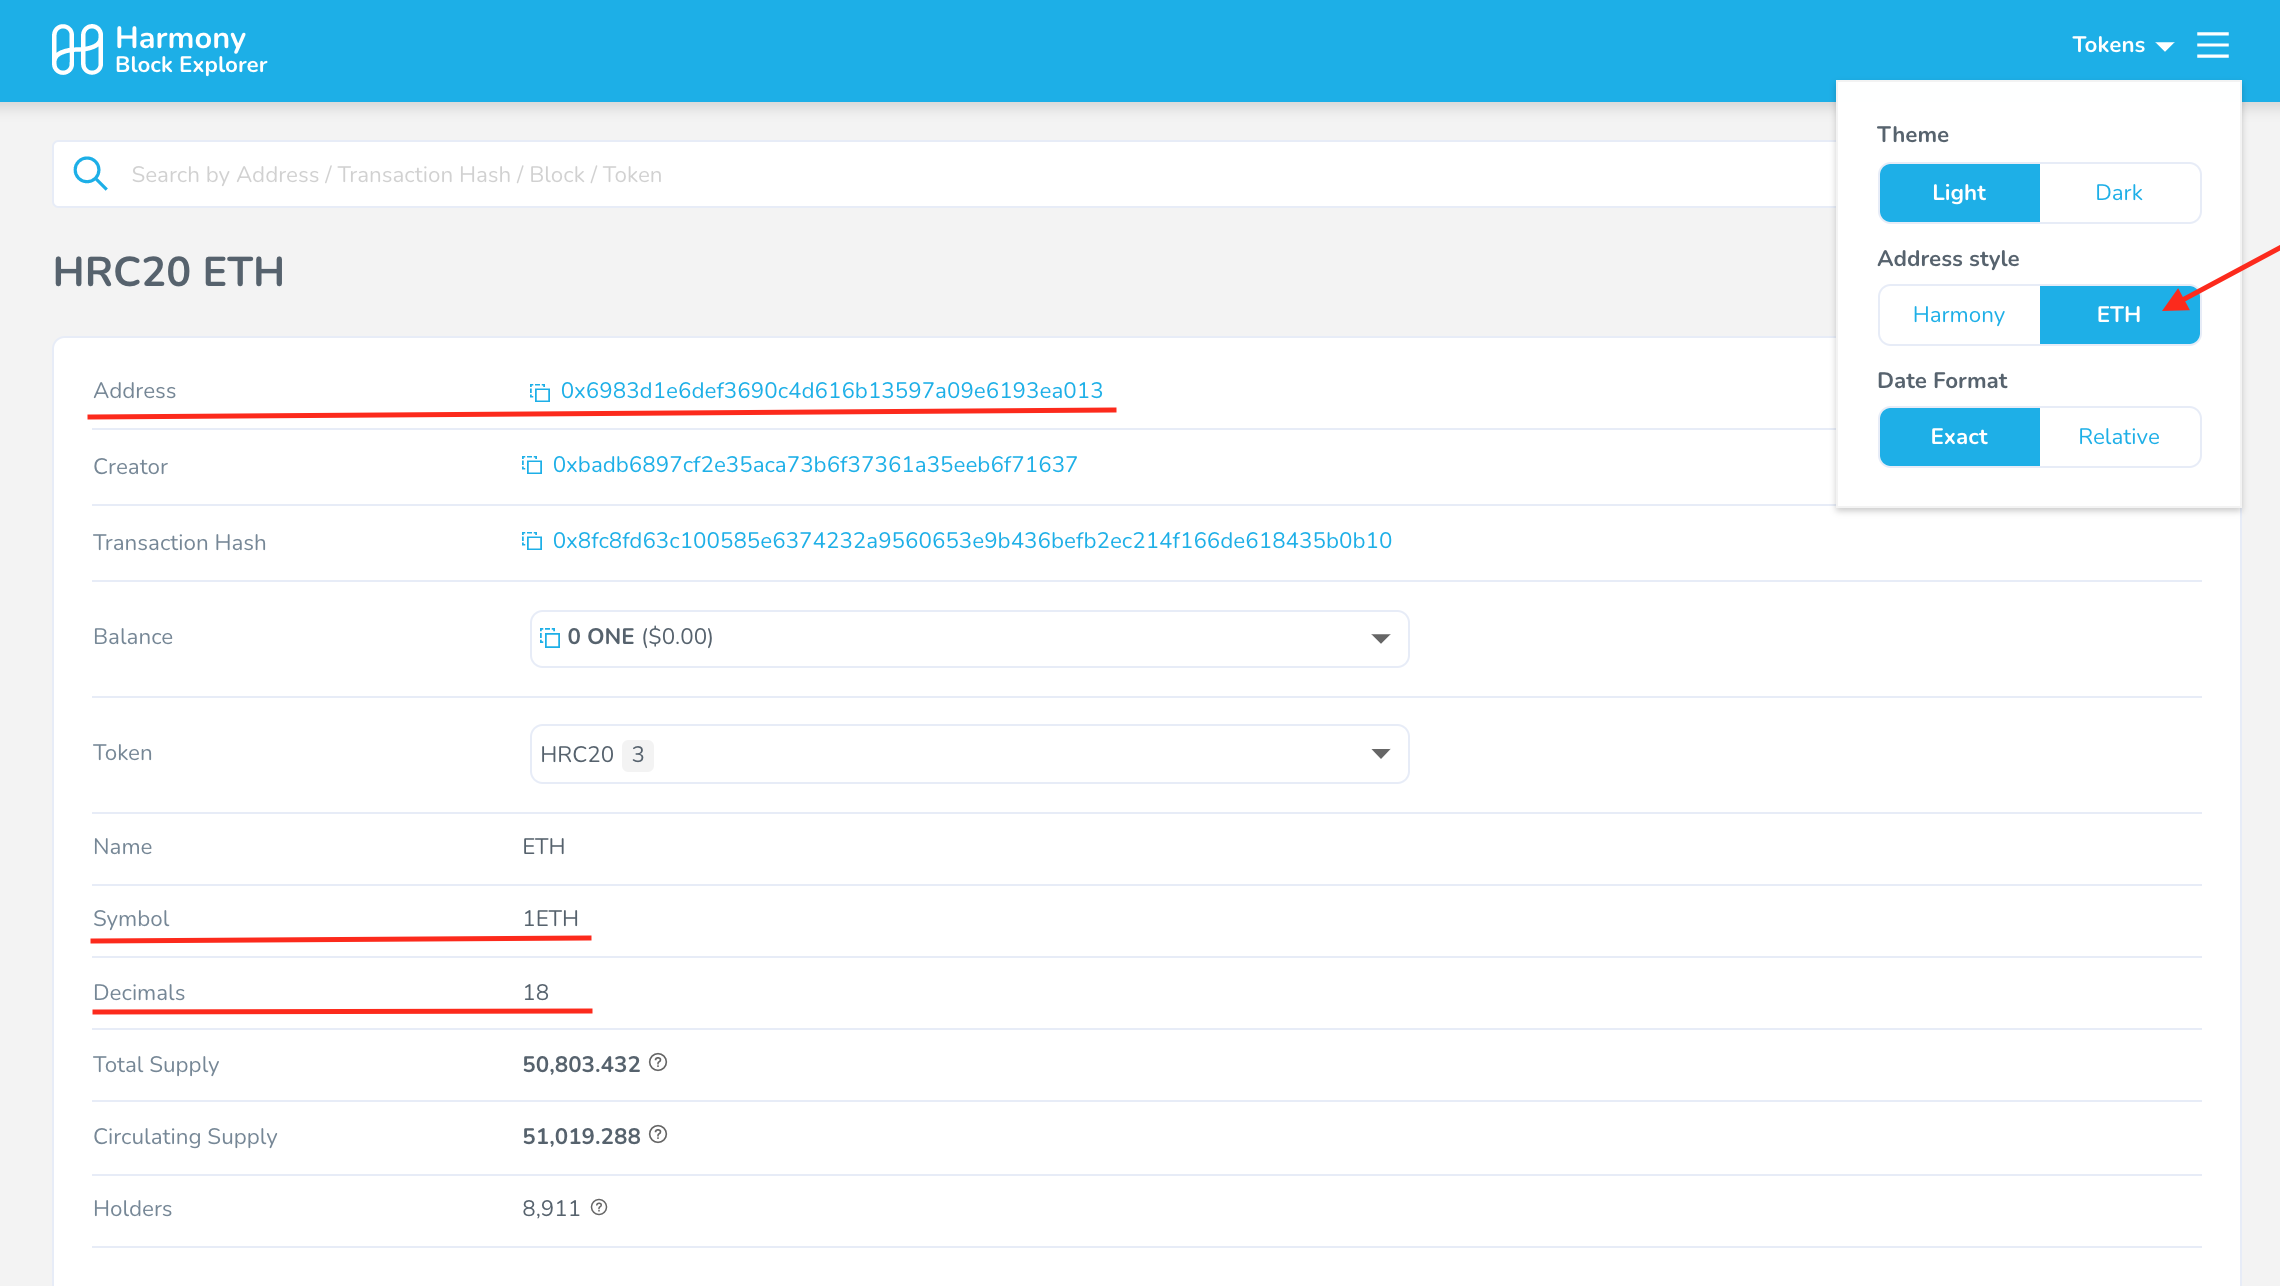 Harmony
Block Explorer
Tokens
Search by Address / Transaction Hash / Block / Token
Theme
Light Dark
Address style
Harmony ETH
Date Format
Exact Relative
HRC20 ETH
Address 0x6983d1e6def3690c4d616b13597a09e6193ea013
Creator 0xbadb6897cf2e35aca73b6f37361a35eeb6f71637
Transaction Hash 0x8fc8fd63c100585e6374232a9560653e9b436befb2ec214f166de618435b0b10
Balance 0 ONE ($0.00)
Token HRC20 3
Name ETH
Symbol 1ETH
Decimals 18
Total Supply 50,803.432
Circulating Supply 51,019.288
Holders 8,911